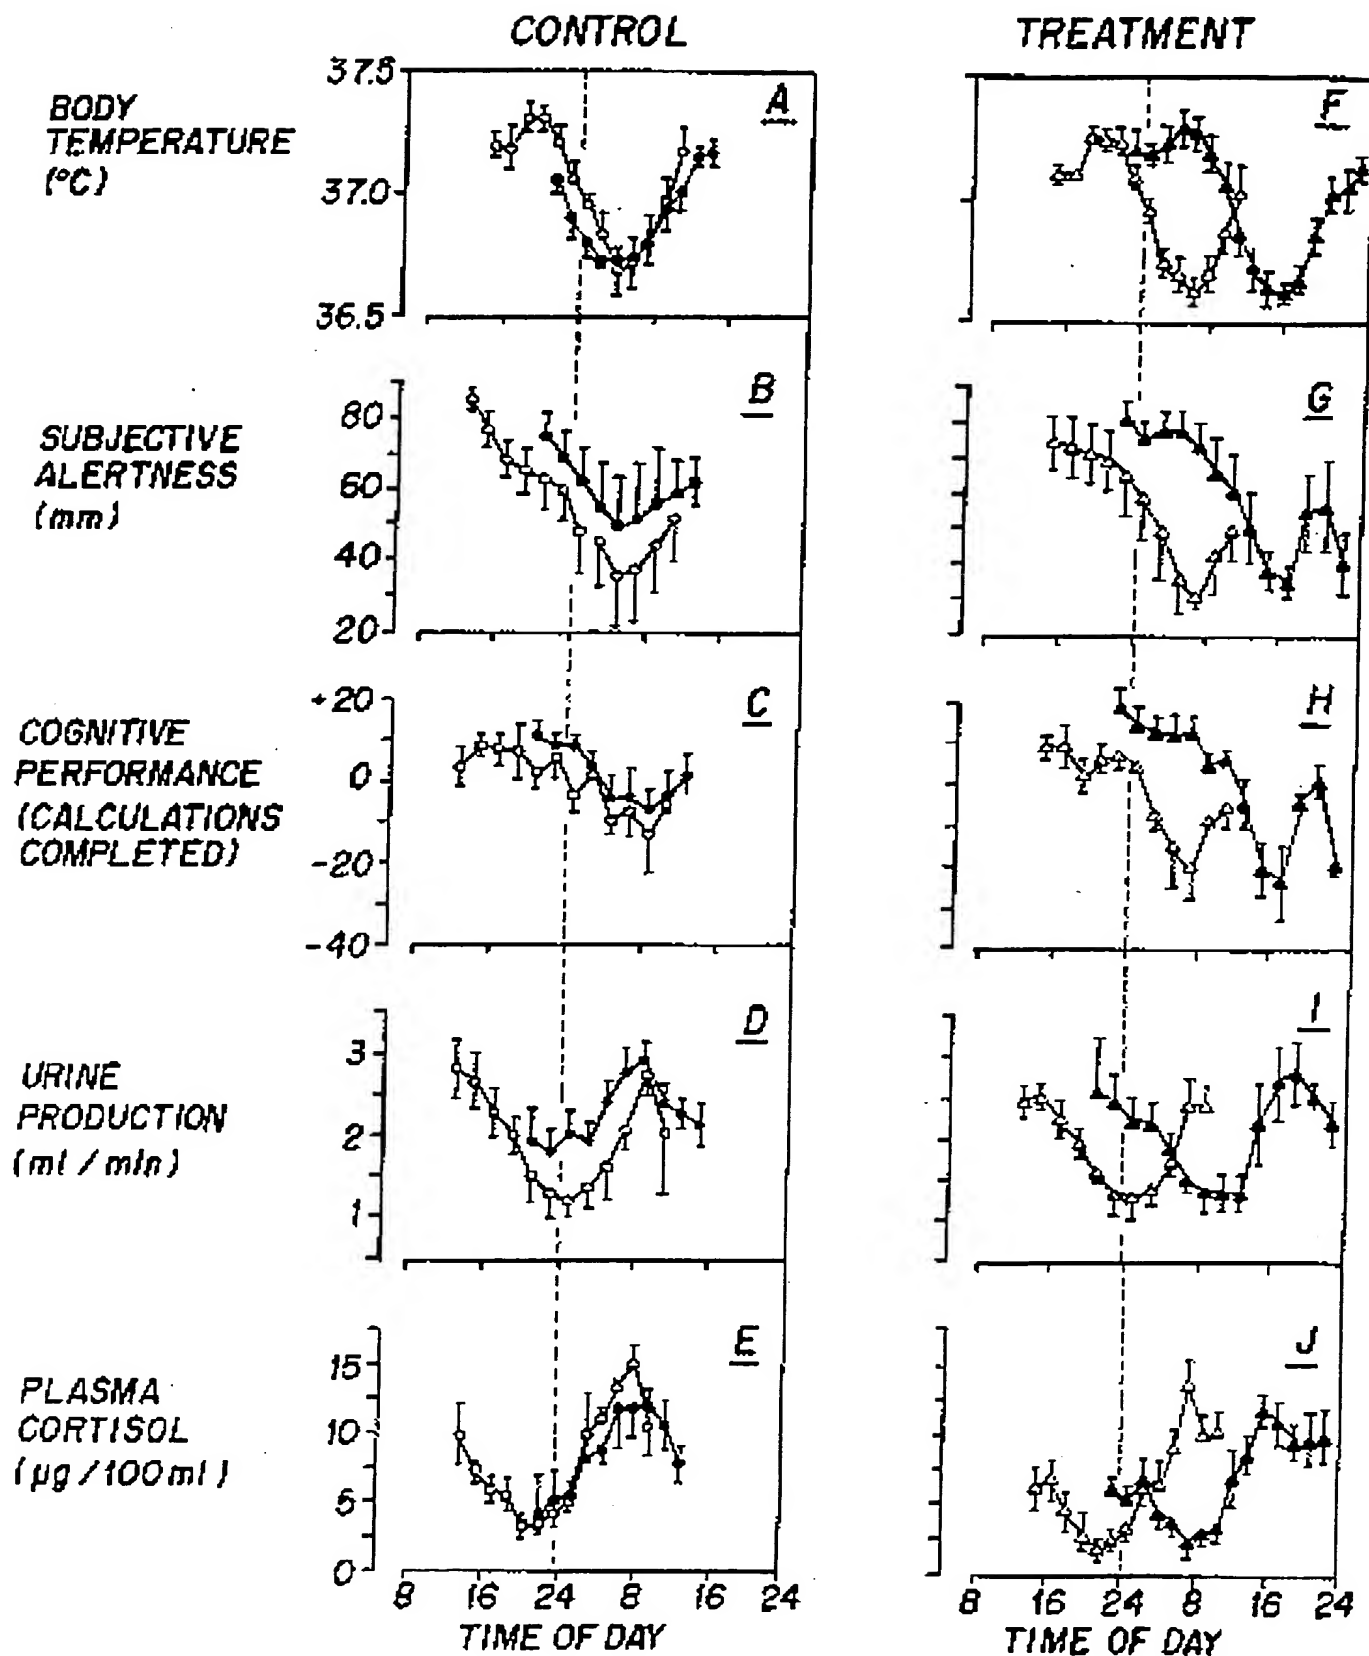 CONTROL
TREATMENT
BODY
TEMPERATURE
(°C)
37.5
37.0
36.5
A
F
SUBJECTIVE
ALERTNESS
(mm)
80
60
40
20
B
G
COGNITIVE
PERFORMANCE
(CALCULATIONS
COMPLETED)
+20
0
-20
-40
C
H
URINE
PRODUCTION
(ml/min)
3
2
1
D
I
PLASMA
CORTISOL
(µg/100ml)
15
10
5
0
E
J
8 16 24 8 16 24
TIME OF DAY
8 16 24 8 16 24
TIME OF DAY